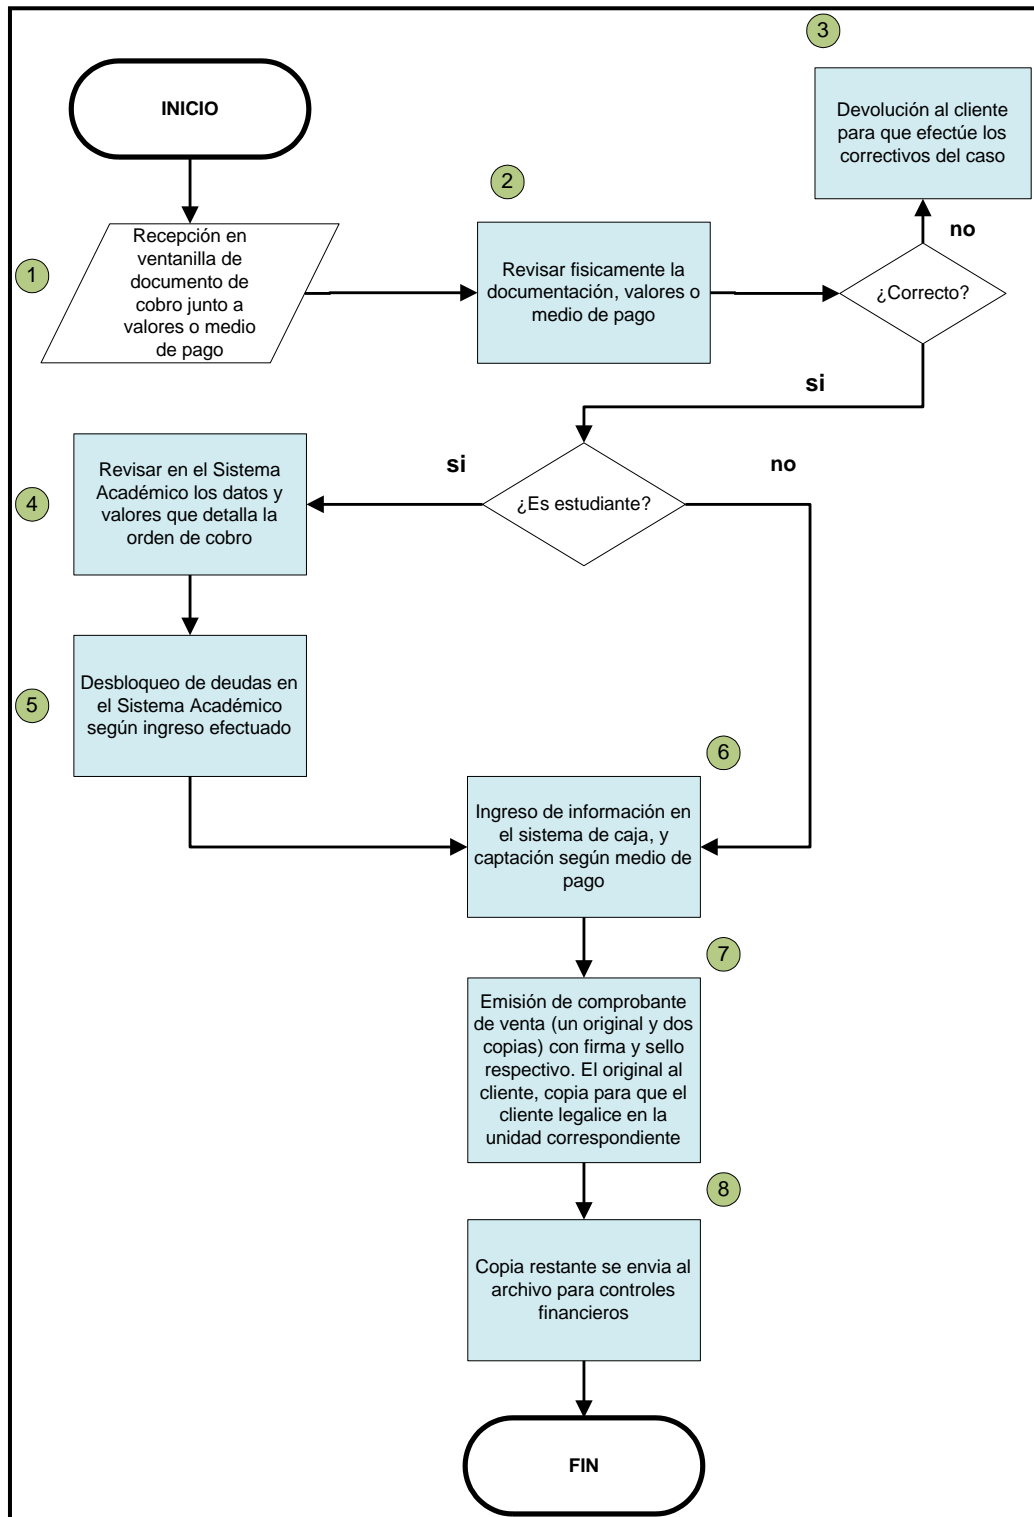 INICIO
3
Devolución al cliente
para que efectúe los
correctivos del caso
2
no
1
Recepción en
ventanilla de
documento de
cobro junto a
valores o medio
de pago
Revisar fisicamente la
documentación, valores o
medio de pago
¿Correcto?
si
si
no
4
Revisar en el Sistema
Académico los datos y
valores que detalla la
orden de cobro
¿Es estudiante?
5
Desbloqueo de deudas en
el Sistema Académico
según ingreso efectuado
6
Ingreso de información en
el sistema de caja, y
captación según medio de
pago
7
Emisión de comprobante
de venta (un original y dos
copias) con firma y sello
respectivo. El original al
cliente, copia para que el
cliente legalice en la
unidad correspondiente
8
Copia restante se envia al
archivo para controles
financieros
FIN